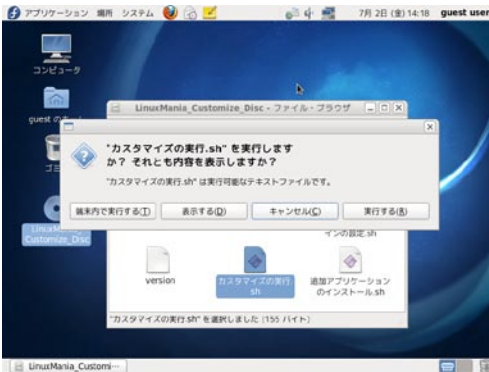 アプリケーション 場所 システム
7月 2日 (金) 14:18 guest user
コンピュータ
guest のホーム
LinuxMania_Customize_Disc - ファイル・ブラウザ
"カスタマイズの実行.sh" を実行します
か? それとも内容を表示しますか?
"カスタマイズの実行.sh" は実行可能なテキストファイルです。
端末内で実行する(T) 表示する(D) キャンセル(C) 実行する(R)
Customize_Disc
インの設定.sh
version
カスタマイズの実行.
sh
追加アプリケーション
のインストール.sh
"カスタマイズの実行.sh" を選択しました (155 バイト)
LinuxMania_Customi…